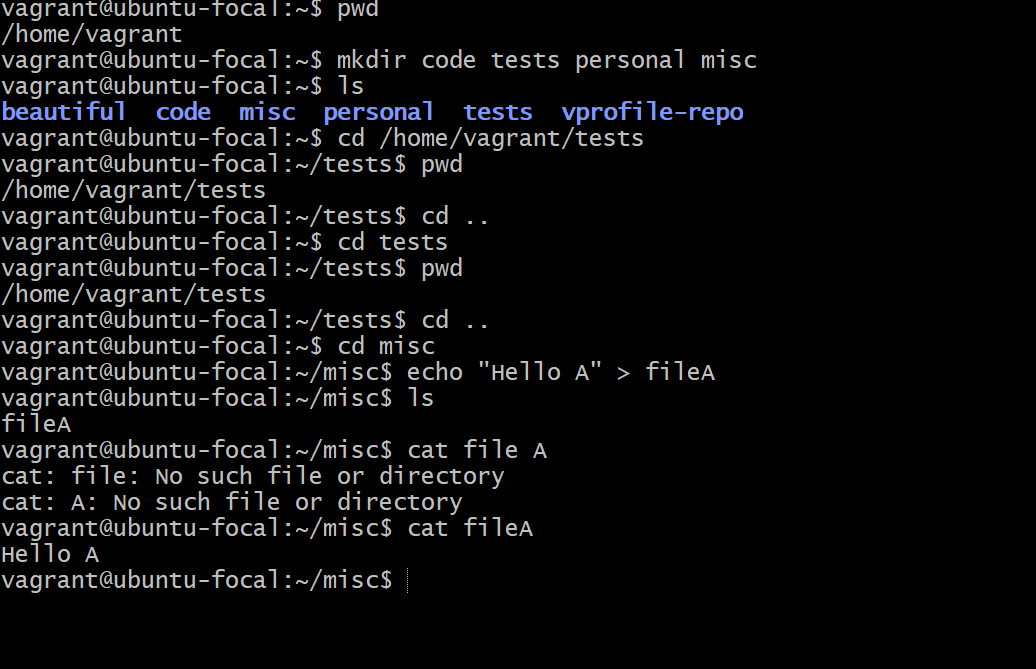 vagrant@ubuntu-focal:~$ pwd
/home/vagrant
vagrant@ubuntu-focal:~$ mkdir code tests personal misc
vagrant@ubuntu-focal:~$ ls
beautiful  code  misc  personal  tests  vprofile-repo
vagrant@ubuntu-focal:~$ cd /home/vagrant/tests
vagrant@ubuntu-focal:~/tests$ pwd
/home/vagrant/tests
vagrant@ubuntu-focal:~/tests$ cd ..
vagrant@ubuntu-focal:~$ cd tests
vagrant@ubuntu-focal:~/tests$ pwd
/home/vagrant/tests
vagrant@ubuntu-focal:~/tests$ cd ..
vagrant@ubuntu-focal:~$ cd misc
vagrant@ubuntu-focal:~/misc$ echo "Hello A" > fileA
vagrant@ubuntu-focal:~/misc$ ls
fileA
vagrant@ubuntu-focal:~/misc$ cat file A
cat: file: No such file or directory
cat: A: No such file or directory
vagrant@ubuntu-focal:~/misc$ cat fileA
Hello A
vagrant@ubuntu-focal:~/misc$